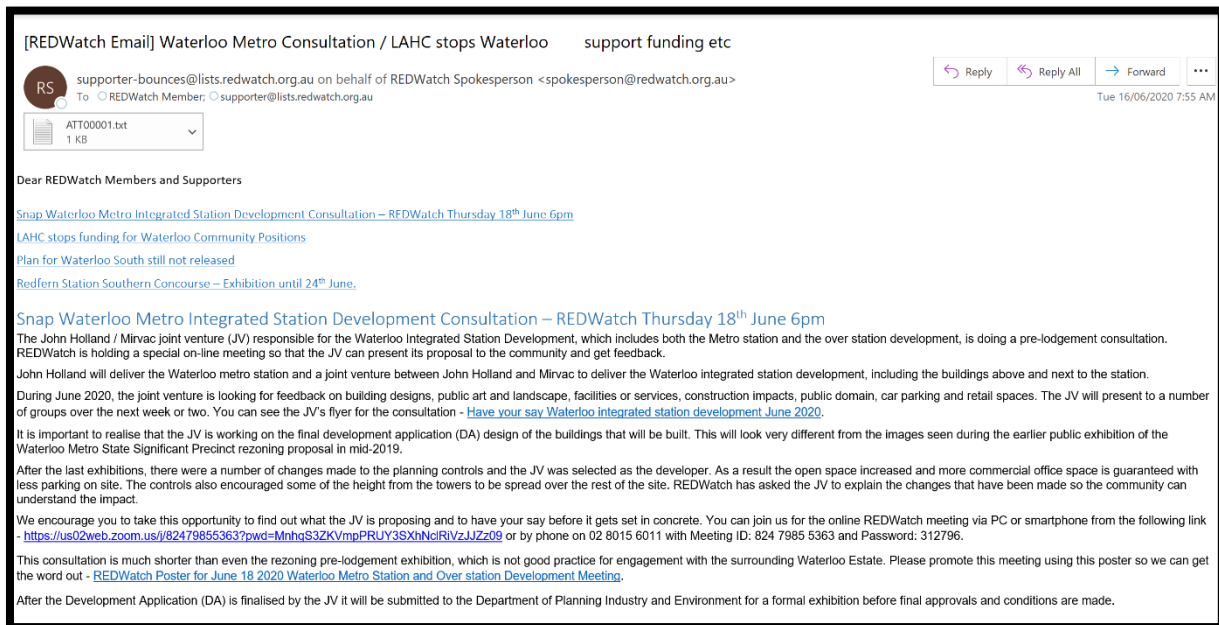 [REDWatch Email] Waterloo Metro Consultation / LAHC stops Waterloo support funding etc
RS
supporter-bounces@lists.redwatch.org.au on behalf of REDWatch Spokesperson <spokesperson@redwatch.org.au>
To REDWatch Member; supporter@lists.redwatch.org.au
Reply Reply All Forward ...
Tue 16/06/2020 7:55 AM
ATT00001.txt
1 KB
Dear REDWatch Members and Supporters
Snap Waterloo Metro Integrated Station Development Consultation – REDWatch Thursday 18th June 6pm
LAHC stops funding for Waterloo Community Positions
Plan for Waterloo South still not released
Redfern Station Southern Concourse – Exhibition until 24th June.
Snap Waterloo Metro Integrated Station Development Consultation – REDWatch Thursday 18th June 6pm
The John Holland / Mirvac joint venture (JV) responsible for the Waterloo Integrated Station Development, which includes both the Metro station and the over station development, is doing a pre-lodgement consultation.
REDWatch is holding a special on-line meeting so that the JV can present its proposal to the community and get feedback.
John Holland will deliver the Waterloo metro station and a joint venture between John Holland and Mirvac to deliver the Waterloo integrated station development, including the buildings above and next to the station.
During June 2020, the joint venture is looking for feedback on building designs, public art and landscape, facilities or services, construction impacts, public domain, car parking and retail spaces. The JV will present to a number
of groups over the next week or two. You can see the JV's flyer for the consultation - Have your say Waterloo integrated station development June 2020.
It is important to realise that the JV is working on the final development application (DA) design of the buildings that will be built. This will look very different from the images seen during the earlier public exhibition of the
Waterloo Metro State Significant Precinct rezoning proposal in mid-2019.
After the last exhibitions, there were a number of changes made to the planning controls and the JV was selected as the developer. As a result the open space increased and more commercial office space is guaranteed with
less parking on site. The controls also encouraged some of the height from the towers to be spread over the rest of the site. REDWatch has asked the JV to explain the changes that have been made so the community can
understand the impact.
We encourage you to take this opportunity to find out what the JV is proposing and to have your say before it gets set in concrete. You can join us for the online REDWatch meeting via PC or smartphone from the following link
- https://us02web.zoom.us/j/82479855363?pwd=MnhqS3ZKVmpPRUY3SXhNclRiVzJJZz09 or by phone on 02 8015 6011 with Meeting ID: 824 7985 5363 and Password: 312796.
This consultation is much shorter than even the rezoning pre-lodgement exhibition, which is not good practice for engagement with the surrounding Waterloo Estate. Please promote this meeting using this poster so we can get
the word out - REDWatch Poster for June 18 2020 Waterloo Metro Station and Over station Development Meeting.
After the Development Application (DA) is finalised by the JV it will be submitted to the Department of Planning Industry and Environment for a formal exhibition before final approvals and conditions are made.